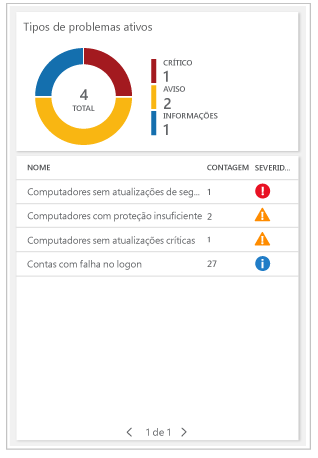 Tipos de problemas ativos
4
TOTAL
CRÍTICO
1
AVISO
2
INFORMAÇÕES
1
NOME CONTAGEM SEVERID...
Computadores sem atualizações de seg... 1
Computadores com proteção insuficiente 2
Computadores sem atualizações críticas 1
Contas com falha no logon 27
1 de 1